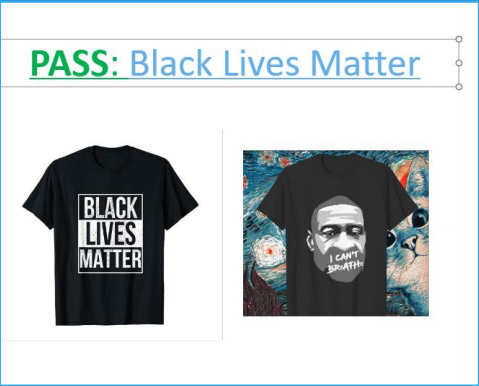 PASS: Black Lives Matter
BLACK
LIVES
MATTER
I CAN'T
BREATHE